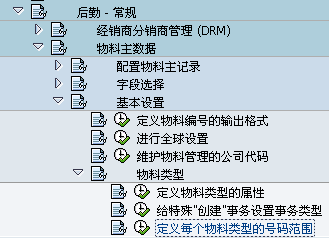 后勤 - 常规
经销商分销商管理 (DRM)
物料主数据
配置物料主记录
字段选择
基本设置
定义物料编号的输出格式
进行全球设置
维护物料管理的公司代码
物料类型
定义物料类型的属性
给特殊"创建"事务设置事务类型
定义每个物料类型的号码范围